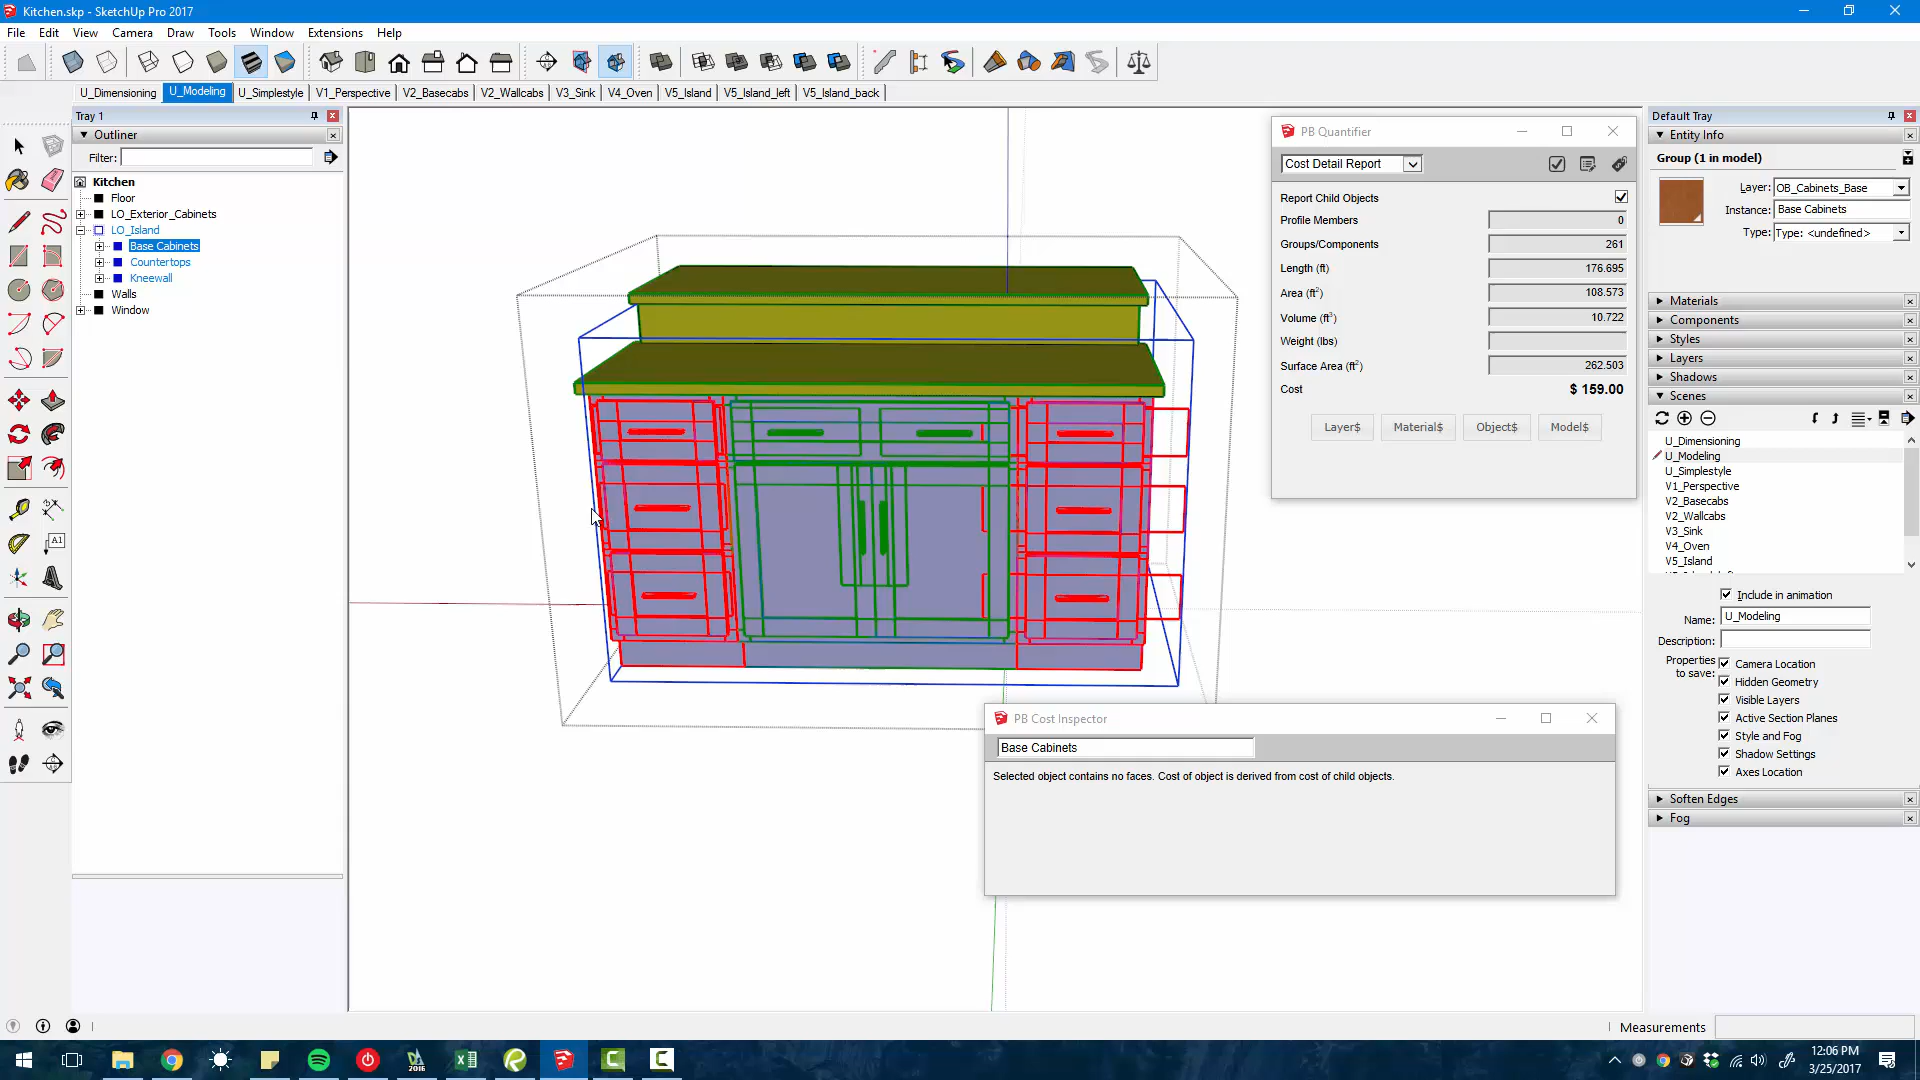 Kitchen.skp - SketchUp Pro 2017
File Edit View Camera Draw Tools Window Extensions Help
U_Dimensioning U_Modeling U_Simplestyle V1_Perspective V2_Basecabs V2_Wallcabs V3_Sink V4_Oven V5_Island V5_Island_left V5_Island_back
Tray 1
Outliner
Filter:
Kitchen
Floor
LO_Exterior_Cabinets
LO_Island
Base Cabinets
Countertops
Kneewall
Walls
Window
PB Quantifier
Cost Detail Report
Report Child Objects
Profile Members 0
Groups/Components 261
Length (ft) 176.695
Area (ft²) 108.573
Volume (ft³) 10.722
Weight (lbs)
Surface Area (ft²) 262.503
Cost $ 159.00
Layer$ Material$ Object$ Model$
PB Cost Inspector
Base Cabinets
Selected object contains no faces. Cost of object is derived from cost of child objects.
Default Tray
Entity Info
Group (1 in model)
Layer: OB_Cabinets_Base
Instance: Base Cabinets
Type: Type: <undefined>
Materials
Components
Styles
Layers
Shadows
Scenes
U_Dimensioning
U_Modeling
U_Simplestyle
V1_Perspective
V2_Basecabs
V2_Wallcabs
V3_Sink
V4_Oven
V5_Island
Include in animation
Name: U_Modeling
Description:
Properties to save:
Camera Location
Hidden Geometry
Visible Layers
Active Section Planes
Style and Fog
Shadow Settings
Axes Location
Soften Edges
Fog
A1
Measurements
2016
12:06 PM
3/25/2017